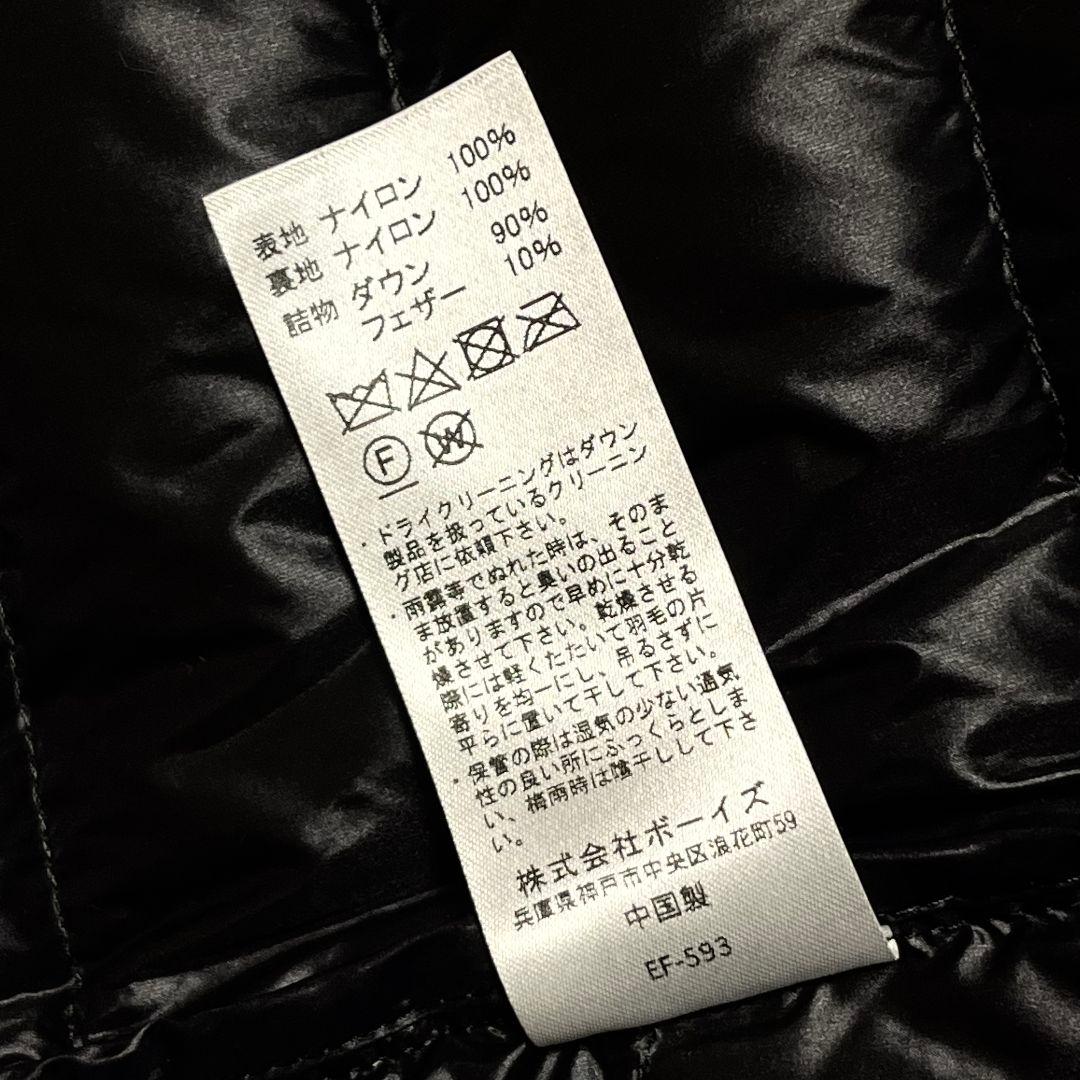 表地 ナイロン 100%
裏地 ナイロン 100%
詰物 ダウン 90%
フェザー 10%
F W
・ドライクリーニングはダウン
製品を扱っているクリーニン
グ店に依頼下さい。
・雨露等でぬれた時は、そのま
ま放置すると臭いの出ること
がありますので早めに十分乾
燥させて下さい。乾燥させる
際には軽くたたいて羽毛の片
寄りを均一にし、吊るさずに
平らに置いて干して下さい。
・保管の際は湿気の少ない通気
性の良い所にふっくらとしま
い、梅雨時は陰干しして下さ
い。
株式会社ボーイズ
兵庫県神戸市中央区浪花町59
中国製
EF-593